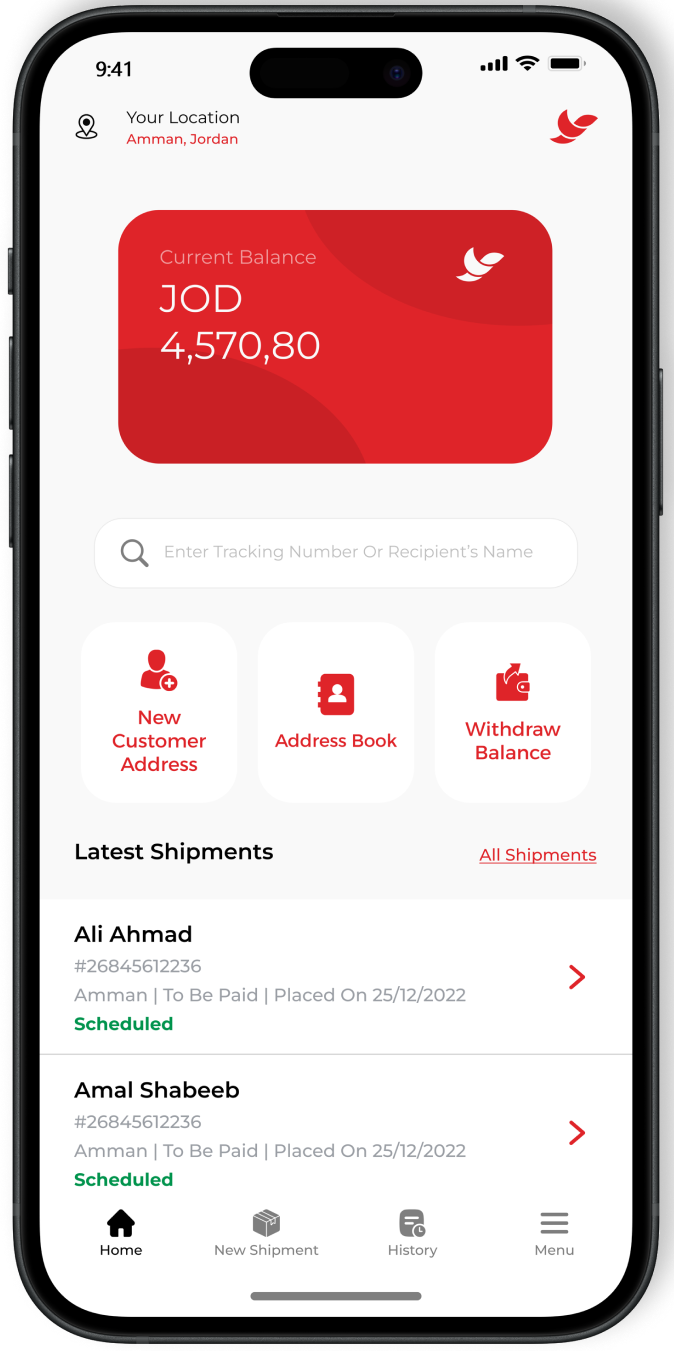 9:41
Your Location
Amman, Jordan
Current Balance
JOD
4,570,80
Enter Tracking Number Or Recipient's Name
New
Customer
Address
Address Book
Withdraw
Balance
Latest Shipments
All Shipments
Ali Ahmad
#26845612236
Amman | To Be Paid | Placed On 25/12/2022
Scheduled
Amal Shabeeb
#26845612236
Amman | To Be Paid | Placed On 25/12/2022
Scheduled
Home
New Shipment
History
Menu